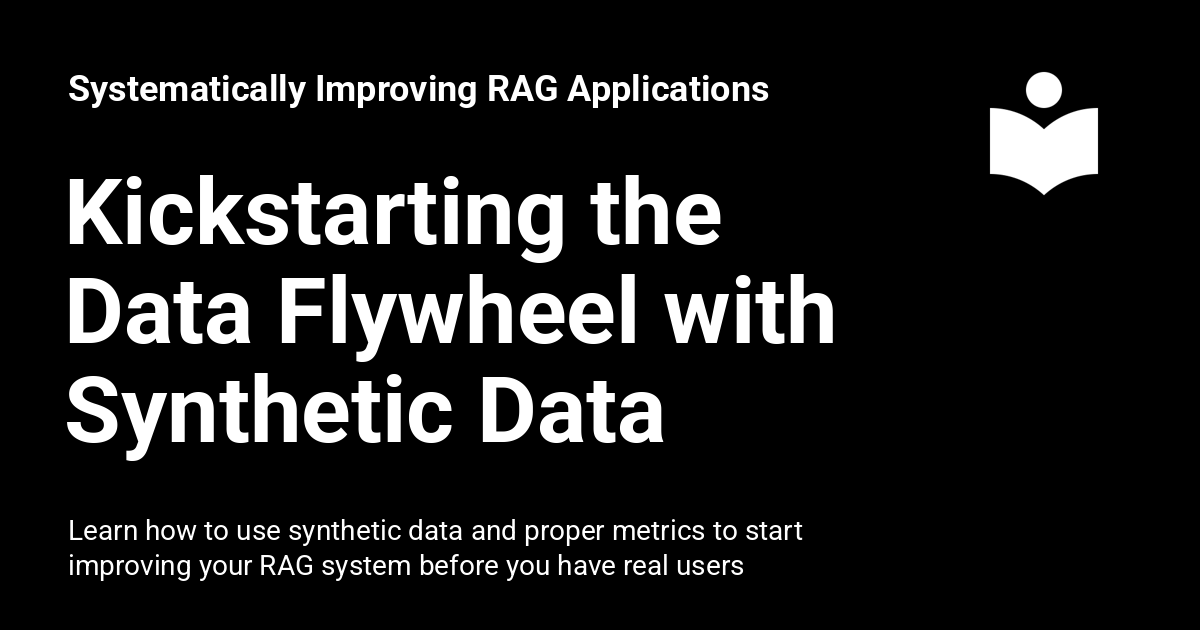 Systematically Improving RAG Applications
Kickstarting the
Data Flywheel with
Synthetic Data
Learn how to use synthetic data and proper metrics to start
improving your RAG system before you have real users